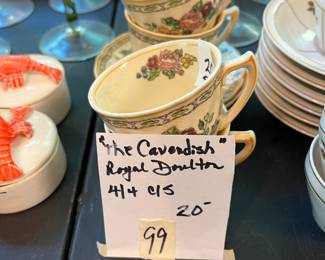 "The Cavendish"
Royal Doulton
4/4 c/s
20-
99